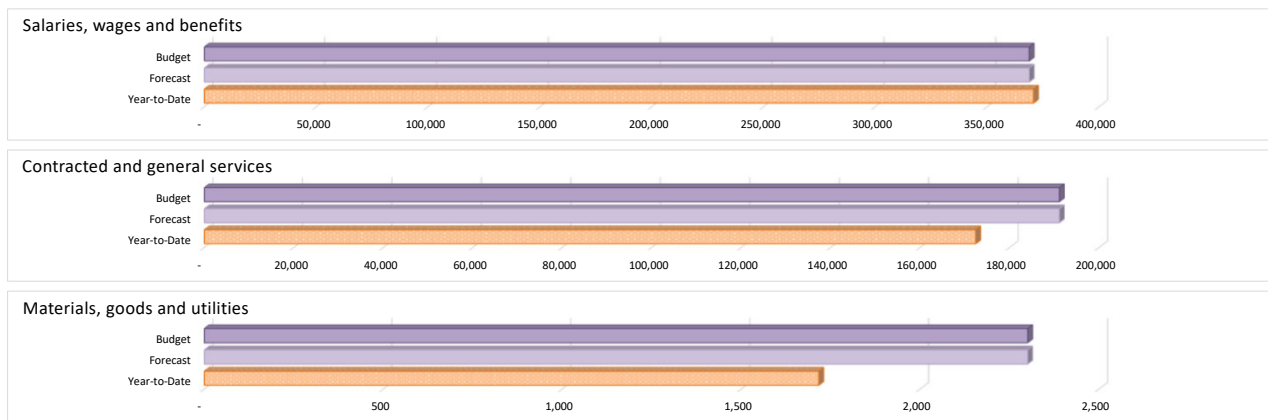 Salaries, wages and benefits
Budget
Forecast
Year-to-Date
- 50,000 100,000 150,000 200,000 250,000 300,000 350,000 400,000
Contracted and general services
Budget
Forecast
Year-to-Date
- 20,000 40,000 60,000 80,000 100,000 120,000 140,000 160,000 180,000 200,000
Materials, goods and utilities
Budget
Forecast
Year-to-Date
- 500 1,000 1,500 2,000 2,500